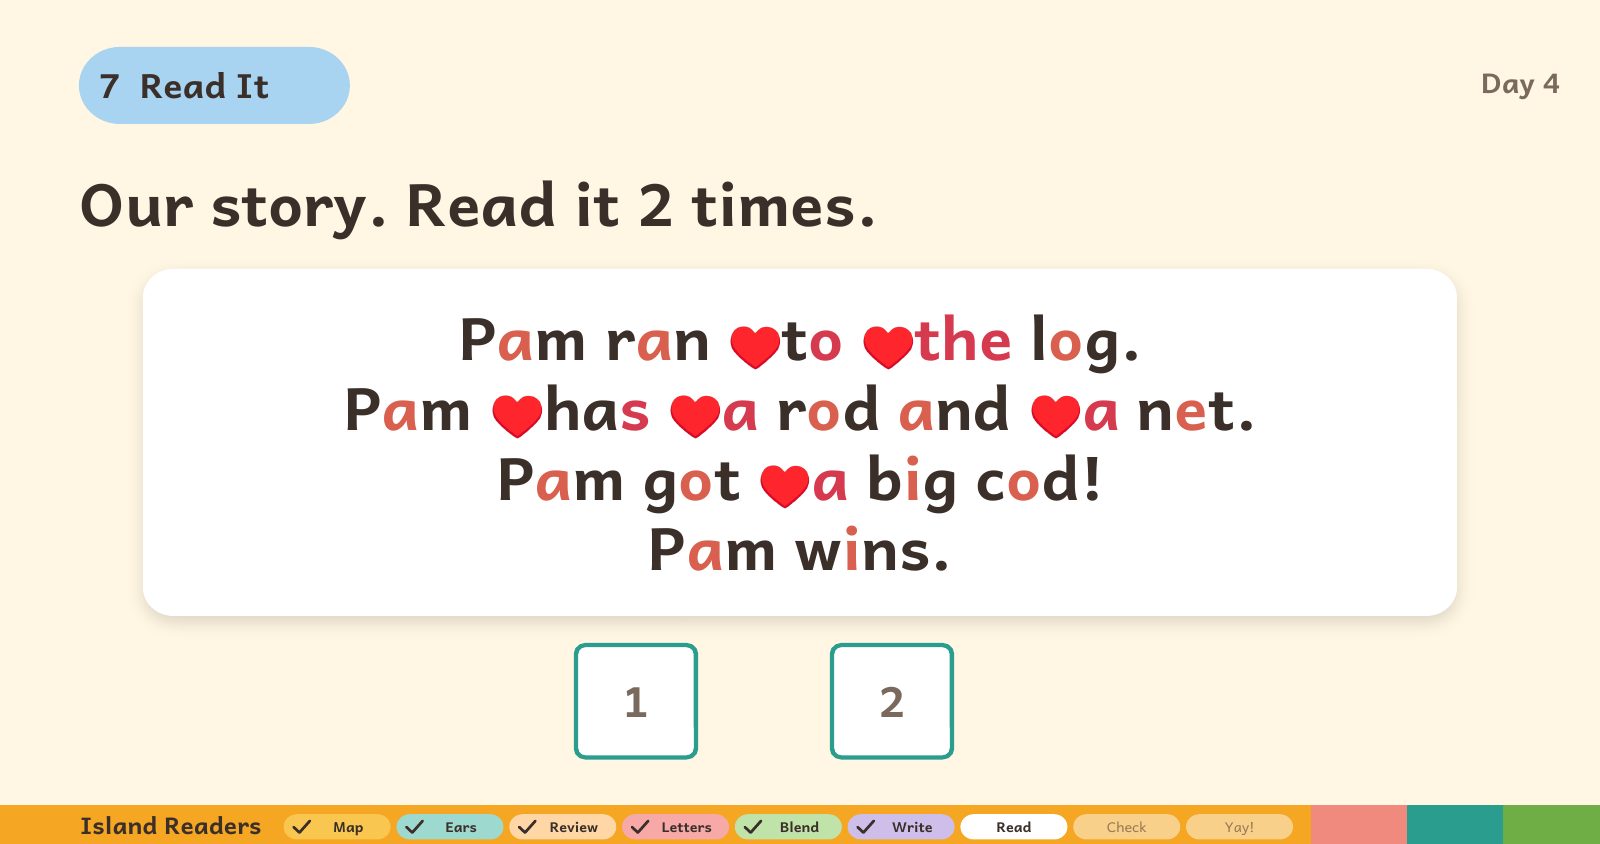 7 Read It
Day 4
Our story. Read it 2 times.
Pam ran ❤️to ❤️the log.
Pam ❤️has ❤️a rod and ❤️a net.
Pam got ❤️a big cod!
Pam wins.
1
2
Island Readers
Map
Ears
Review
Letters
Blend
Write
Read
Check
Yay!